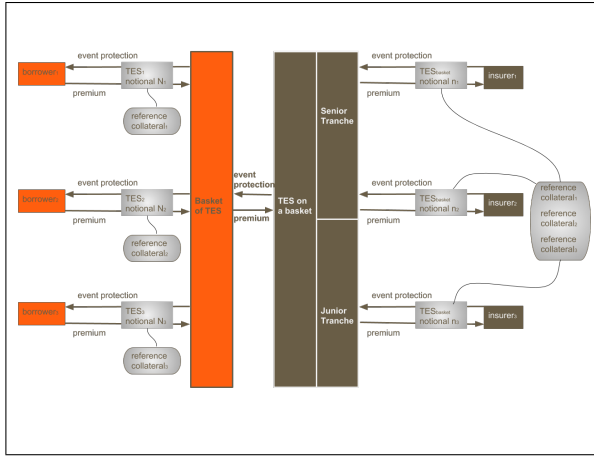 event protection
borrower₁
TES₁
notional N₁
premium
reference
collateral₁
event protection
borrower₂
TES₂
notional N₂
premium
reference
collateral₂
event protection
borrower₃
TES₃
notional N₃
premium
reference
collateral₃
Basket
of TES
event
protection
premium
TES on
a basket
Senior
Tranche
Junior
Tranche
event protection
TESbasket
notional n₁
insurer₁
premium
event protection
TESbasket
notional n₂
insurer₂
premium
event protection
TESbasket
notional n₃
insurer₃
premium
reference
collateral₁
reference
collateral₂
reference
collateral₃